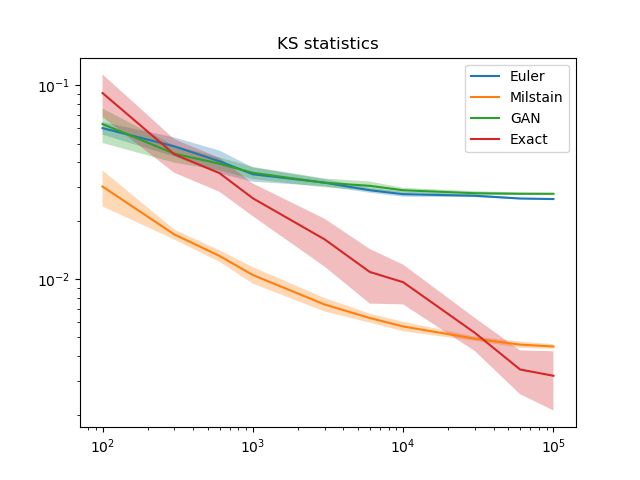 KS statistics
Euler
Milstain
GAN
Exact
10⁻¹
10⁻²
10² 10³ 10⁴ 10⁵